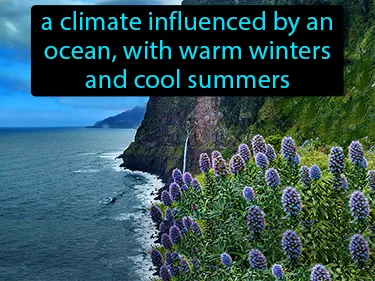 a climate influenced by an
ocean, with warm winters
and cool summers